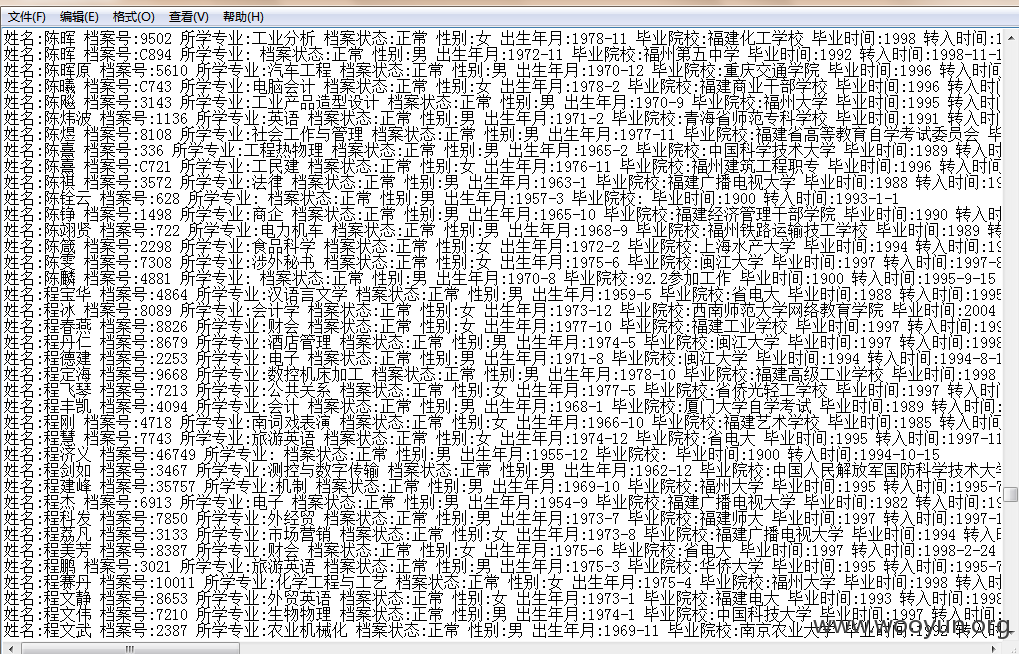 文件(F) 编辑(E) 格式(O) 查看(V) 帮助(H)
姓名:陈晖 档案号:9502 所学专业:工业分析 档案状态:正常 性别:女 出生年月:1978-11 毕业院校:福建化工学校 毕业时间:1998 转入时间:1
姓名:陈晖 档案号:C894 所学专业: 档案状态:正常 性别:男 出生年月:1972-11 毕业院校:福州第五中学 毕业时间:1992 转入时间:1998-11-1
姓名:陈晖原 档案号:5610 所学专业:汽车工程 档案状态:正常 性别:男 出生年月:1970-12 毕业院校:重庆交通学院 毕业时间:1996 转入时间
姓名:陈曦 档案号:C743 所学专业:电脑会计 档案状态:正常 性别:女 出生年月:1978-2 毕业院校:福建商业干部学校 毕业时间:1996 转入时间
姓名:陈飚 档案号:3143 所学专业:工业产品造型设计 档案状态:正常 性别:男 出生年月:1970-9 毕业院校:福州大学 毕业时间:1995 转入时间:
姓名:陈炜波 档案号:1136 所学专业:英语 档案状态:正常 性别:男 出生年月:1971-2 毕业院校:青海省师范专科学校 毕业时间:1991 转入时间:
姓名:陈煜 档案号:8108 所学专业:社会工作与管理 档案状态:正常 性别:男 出生年月:1977-11 毕业院校:福建省高等教育自学考试委员会 毕
姓名:陈熹 档案号:336 所学专业:工程热物理 档案状态:正常 性别:男 出生年月:1965-2 毕业院校:中国科学技术大学 毕业时间:1989 转入时
姓名:陈熹 档案号:C721 所学专业:工民建 档案状态:正常 性别:女 出生年月:1976-11 毕业院校:福州建筑工程职专 毕业时间:1996 转入时间
姓名:陈祺 档案号:3572 所学专业:法律 档案状态:正常 性别:男 出生年月:1963-1 毕业院校:福建广播电视大学 毕业时间:1988 转入时间:19
姓名:陈铨云 档案号:628 所学专业: 档案状态:正常 性别:男 出生年月:1957-3 毕业院校: 毕业时间:1900 转入时间:1993-1-1
姓名:陈铮 档案号:1498 所学专业:商企 档案状态:正常 性别:男 出生年月:1965-10 毕业院校:福建经济管理干部学院 毕业时间:1990 转入时
姓名:陈翊贤 档案号:722 所学专业:电力机车 档案状态:正常 性别:男 出生年月:1968-9 毕业院校:福州铁路运输技工学校 毕业时间:1989 转
姓名:陈箴 档案号:2298 所学专业:食品科学 档案状态:正常 性别:女 出生年月:1972-2 毕业院校:上海水产大学 毕业时间:1994 转入时间:19
姓名:陈雯 档案号:7308 所学专业:涉外秘书 档案状态:正常 性别:女 出生年月:1975-6 毕业院校:闽江大学 毕业时间:1997 转入时间:1997-8
姓名:陈麟 档案号:4881 所学专业: 档案状态:正常 性别:男 出生年月:1970-8 毕业院校:92.2参加工作 毕业时间:1900 转入时间:1995-9-15
姓名:程宝华 档案号:4864 所学专业:汉语言文学 档案状态:正常 性别:男 出生年月:1959-5 毕业院校:省电大 毕业时间:1988 转入时间:1995
姓名:程冰 档案号:8089 所学专业:会计学 档案状态:正常 性别:女 出生年月:1973-12 毕业院校:西南师范大学网络教育学院 毕业时间:2004
姓名:程春燕 档案号:8826 所学专业:财会 档案状态:正常 性别:女 出生年月:1977-10 毕业院校:福建工业学校 毕业时间:1997 转入时间:199
姓名:程丹仁 档案号:8679 所学专业:酒店管理 档案状态:正常 性别:男 出生年月:1974-5 毕业院校:闽江大学 毕业时间:1997 转入时间:1998
姓名:程德建 档案号:2253 所学专业:电子 档案状态:正常 性别:男 出生年月:1971-8 毕业院校:闽江大学 毕业时间:1994 转入时间:1994-8-1
姓名:程定海 档案号:9668 所学专业:数控机床加工 档案状态:正常 性别:男 出生年月:1978-10 毕业院校:福建高级工业学校 毕业时间:1998
姓名:程飞琴 档案号:7213 所学专业:公共关系 档案状态:正常 性别:女 出生年月:1977-5 毕业院校:省侨光轻工学校 毕业时间:1997 转入时间
姓名:程丰凯 档案号:4094 所学专业:会计 档案状态:正常 性别:男 出生年月:1968-1 毕业院校:厦门大学自学考试 毕业时间:1989 转入时间:
姓名:程刚 档案号:4718 所学专业:南词戏表演 档案状态:正常 性别:男 出生年月:1966-10 毕业院校:福建艺术学校 毕业时间:1985 转入时间:
姓名:程慧 档案号:7743 所学专业:旅游英语 档案状态:正常 性别:女 出生年月:1974-12 毕业院校:省电大 毕业时间:1995 转入时间:1997-11
姓名:程济义 档案号:46749 所学专业: 档案状态:正常 性别:男 出生年月:1955-12 毕业院校: 毕业时间:1900 转入时间:1994-10-15
姓名:程剑如 档案号:3467 所学专业:测控与数字传输 档案状态:正常 性别:男 出生年月:1962-12 毕业院校:中国人民解放军国防科学技术大学
姓名:程建峰 档案号:35757 所学专业:机制 档案状态:正常 性别:男 出生年月:1969-10 毕业院校:福州大学 毕业时间:1995 转入时间:1995-7
姓名:程杰 档案号:6913 所学专业:电子 档案状态:正常 性别:男 出生年月:1954-9 毕业院校:福建广播电视大学 毕业时间:1982 转入时间:19
姓名:程科发 档案号:7850 所学专业:外经贸 档案状态:正常 性别:男 出生年月:1973-7 毕业院校:福建师大 毕业时间:1997 转入时间:1997-1
姓名:程荔凡 档案号:3133 所学专业:市场营销 档案状态:正常 性别:女 出生年月:1973-8 毕业院校:福建广播电视大学 毕业时间:1994 转入时
姓名:程美芳 档案号:8387 所学专业:财会 档案状态:正常 性别:女 出生年月:1975-6 毕业院校:省电大 毕业时间:1997 转入时间:1998-2-24
姓名:程鹏 档案号:3021 所学专业:旅游英语 档案状态:正常 性别:男 出生年月:1975-3 毕业院校:华侨大学 毕业时间:1995 转入时间:1995-7
姓名:程赛丹 档案号:10011 所学专业:化学工程与工艺 档案状态:正常 性别:女 出生年月:1975-4 毕业院校:福州大学 毕业时间:1998 转入时
姓名:程文静 档案号:8653 所学专业:外贸英语 档案状态:正常 性别:女 出生年月:1973-1 毕业院校:福建电大 毕业时间:1993 转入时间:1998
姓名:程文伟 档案号:7210 所学专业:生物物理 档案状态:正常 性别:男 出生年月:1974-1 毕业院校:中国科技大学 毕业时间:1997 转入时间:
姓名:程文武 档案号:2387 所学专业:农业机械化 档案状态:正常 性别:男 出生年月:1969-11 毕业院校:南京农业大学 毕业时间:1992 转入时
www.wooyun.org